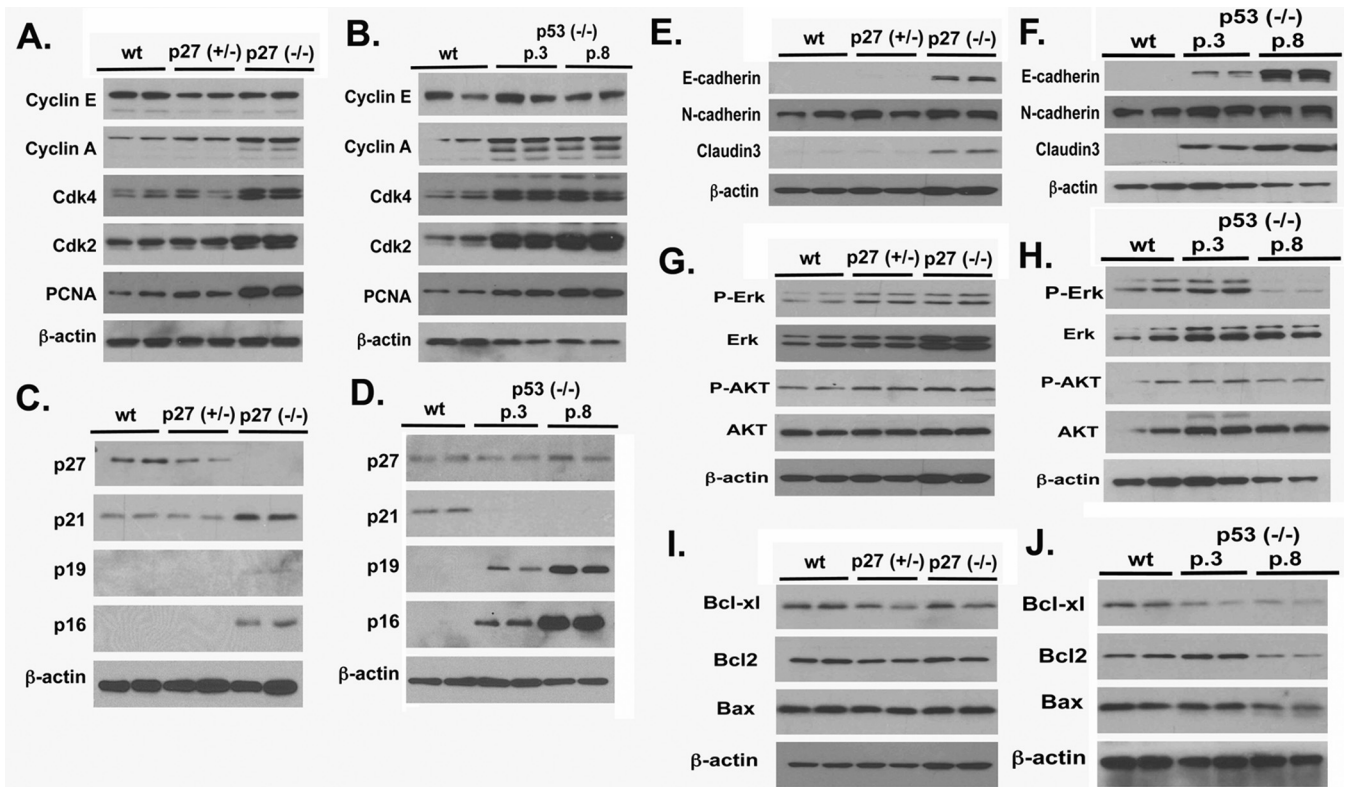 A.
wt p27 (+/-) p27 (-/-)
Cyclin E
Cyclin A
Cdk4
Cdk2
PCNA
β-actin
B.
p53 (-/-)
wt p.3 p.8
Cyclin E
Cyclin A
Cdk4
Cdk2
PCNA
β-actin
C.
wt p27 (+/-) p27 (-/-)
p27
p21
p19
p16
β-actin
D.
p53 (-/-)
wt p.3 p.8
p27
p21
p19
p16
β-actin
E.
wt p27 (+/-) p27 (-/-)
E-cadherin
N-cadherin
Claudin3
β-actin
F.
p53 (-/-)
wt p.3 p.8
E-cadherin
N-cadherin
Claudin3
β-actin
G.
wt p27 (+/-) p27 (-/-)
P-Erk
Erk
P-AKT
AKT
β-actin
H.
p53 (-/-)
wt p.3 p.8
P-Erk
Erk
P-AKT
AKT
β-actin
I.
wt p27 (+/-) p27 (-/-)
Bcl-xl
Bcl2
Bax
β-actin
J.
p53 (-/-)
wt p.3 p.8
Bcl-xl
Bcl2
Bax
β-actin